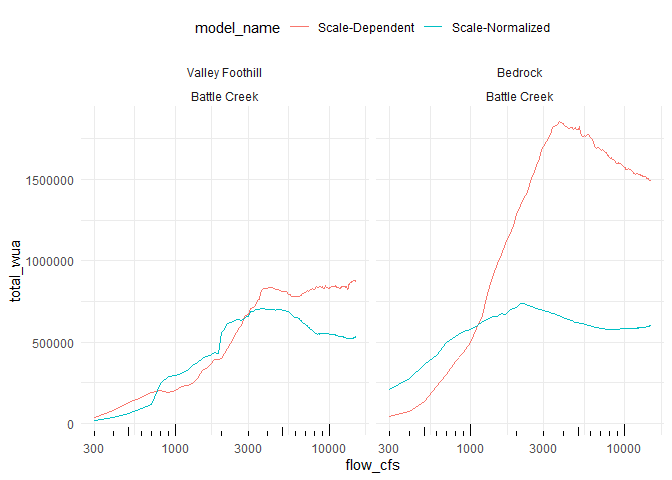 model_name Scale-Dependent Scale-Normalized
Valley Foothill Bedrock
Battle Creek Battle Creek
total_wua
1500000
1000000
500000
0
300 1000 3000 10000 300 1000 3000 10000
flow_cfs